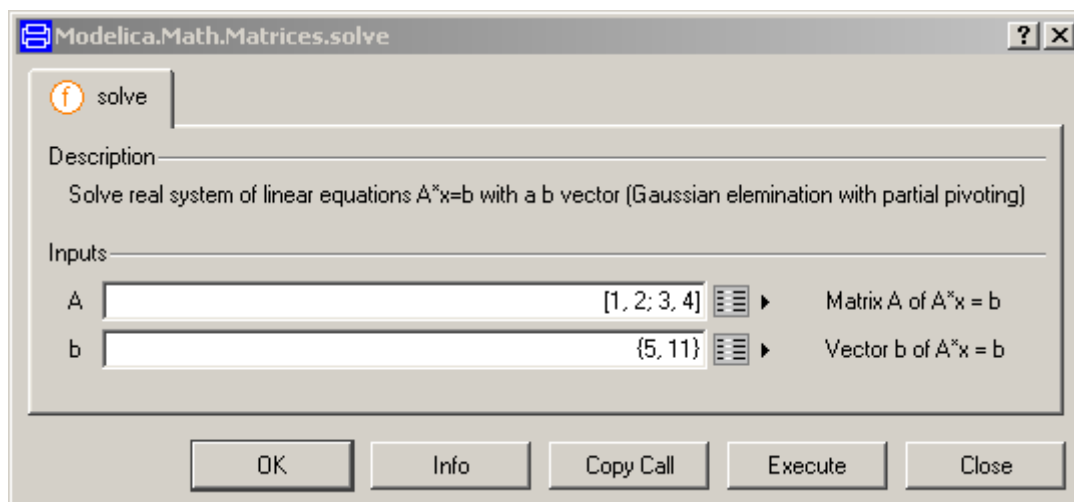 Modelica.Math.Matrices.solve
f solve
Description
Solve real system of linear equations A*x=b with a b vector (Gaussian elemination with partial pivoting)
Inputs
A [1, 2; 3, 4] Matrix A of A*x = b
b {5, 11} Vector b of A*x = b
OK Info Copy Call Execute Close